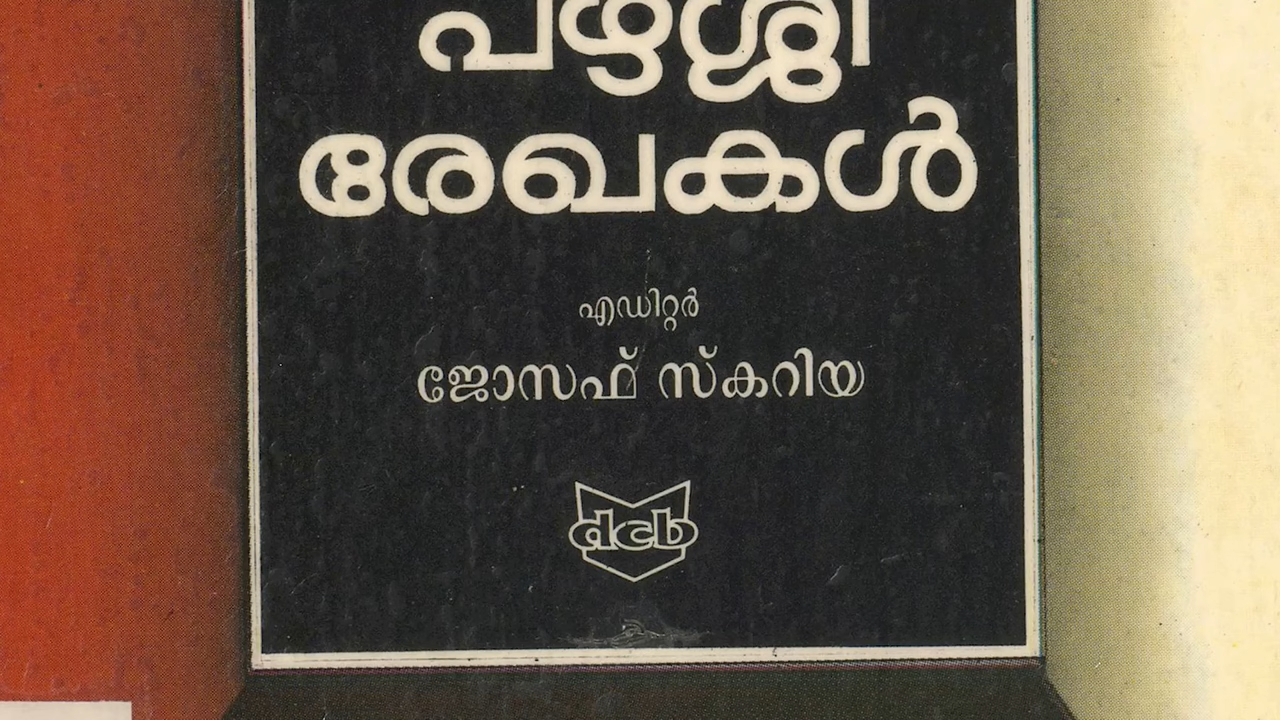 പഴശ്ശി
രേഖകൾ
എഡിറ്റർ
ജോസഫ് സ്കറിയ
dcb